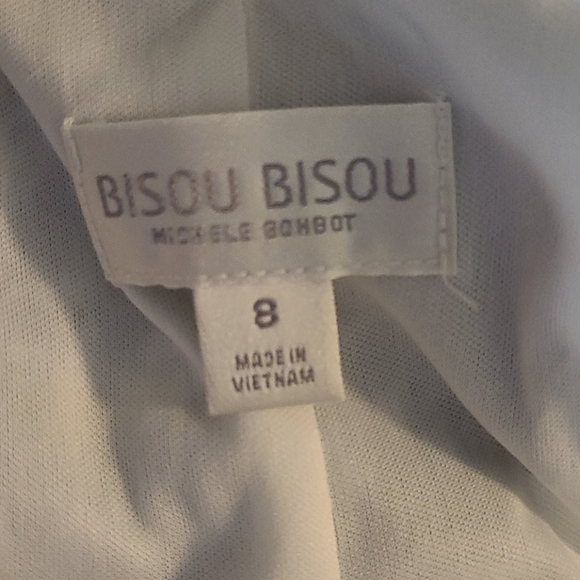 BISOU BISOU
MICHELE BOHBOT
8
MADE IN
VIETNAM